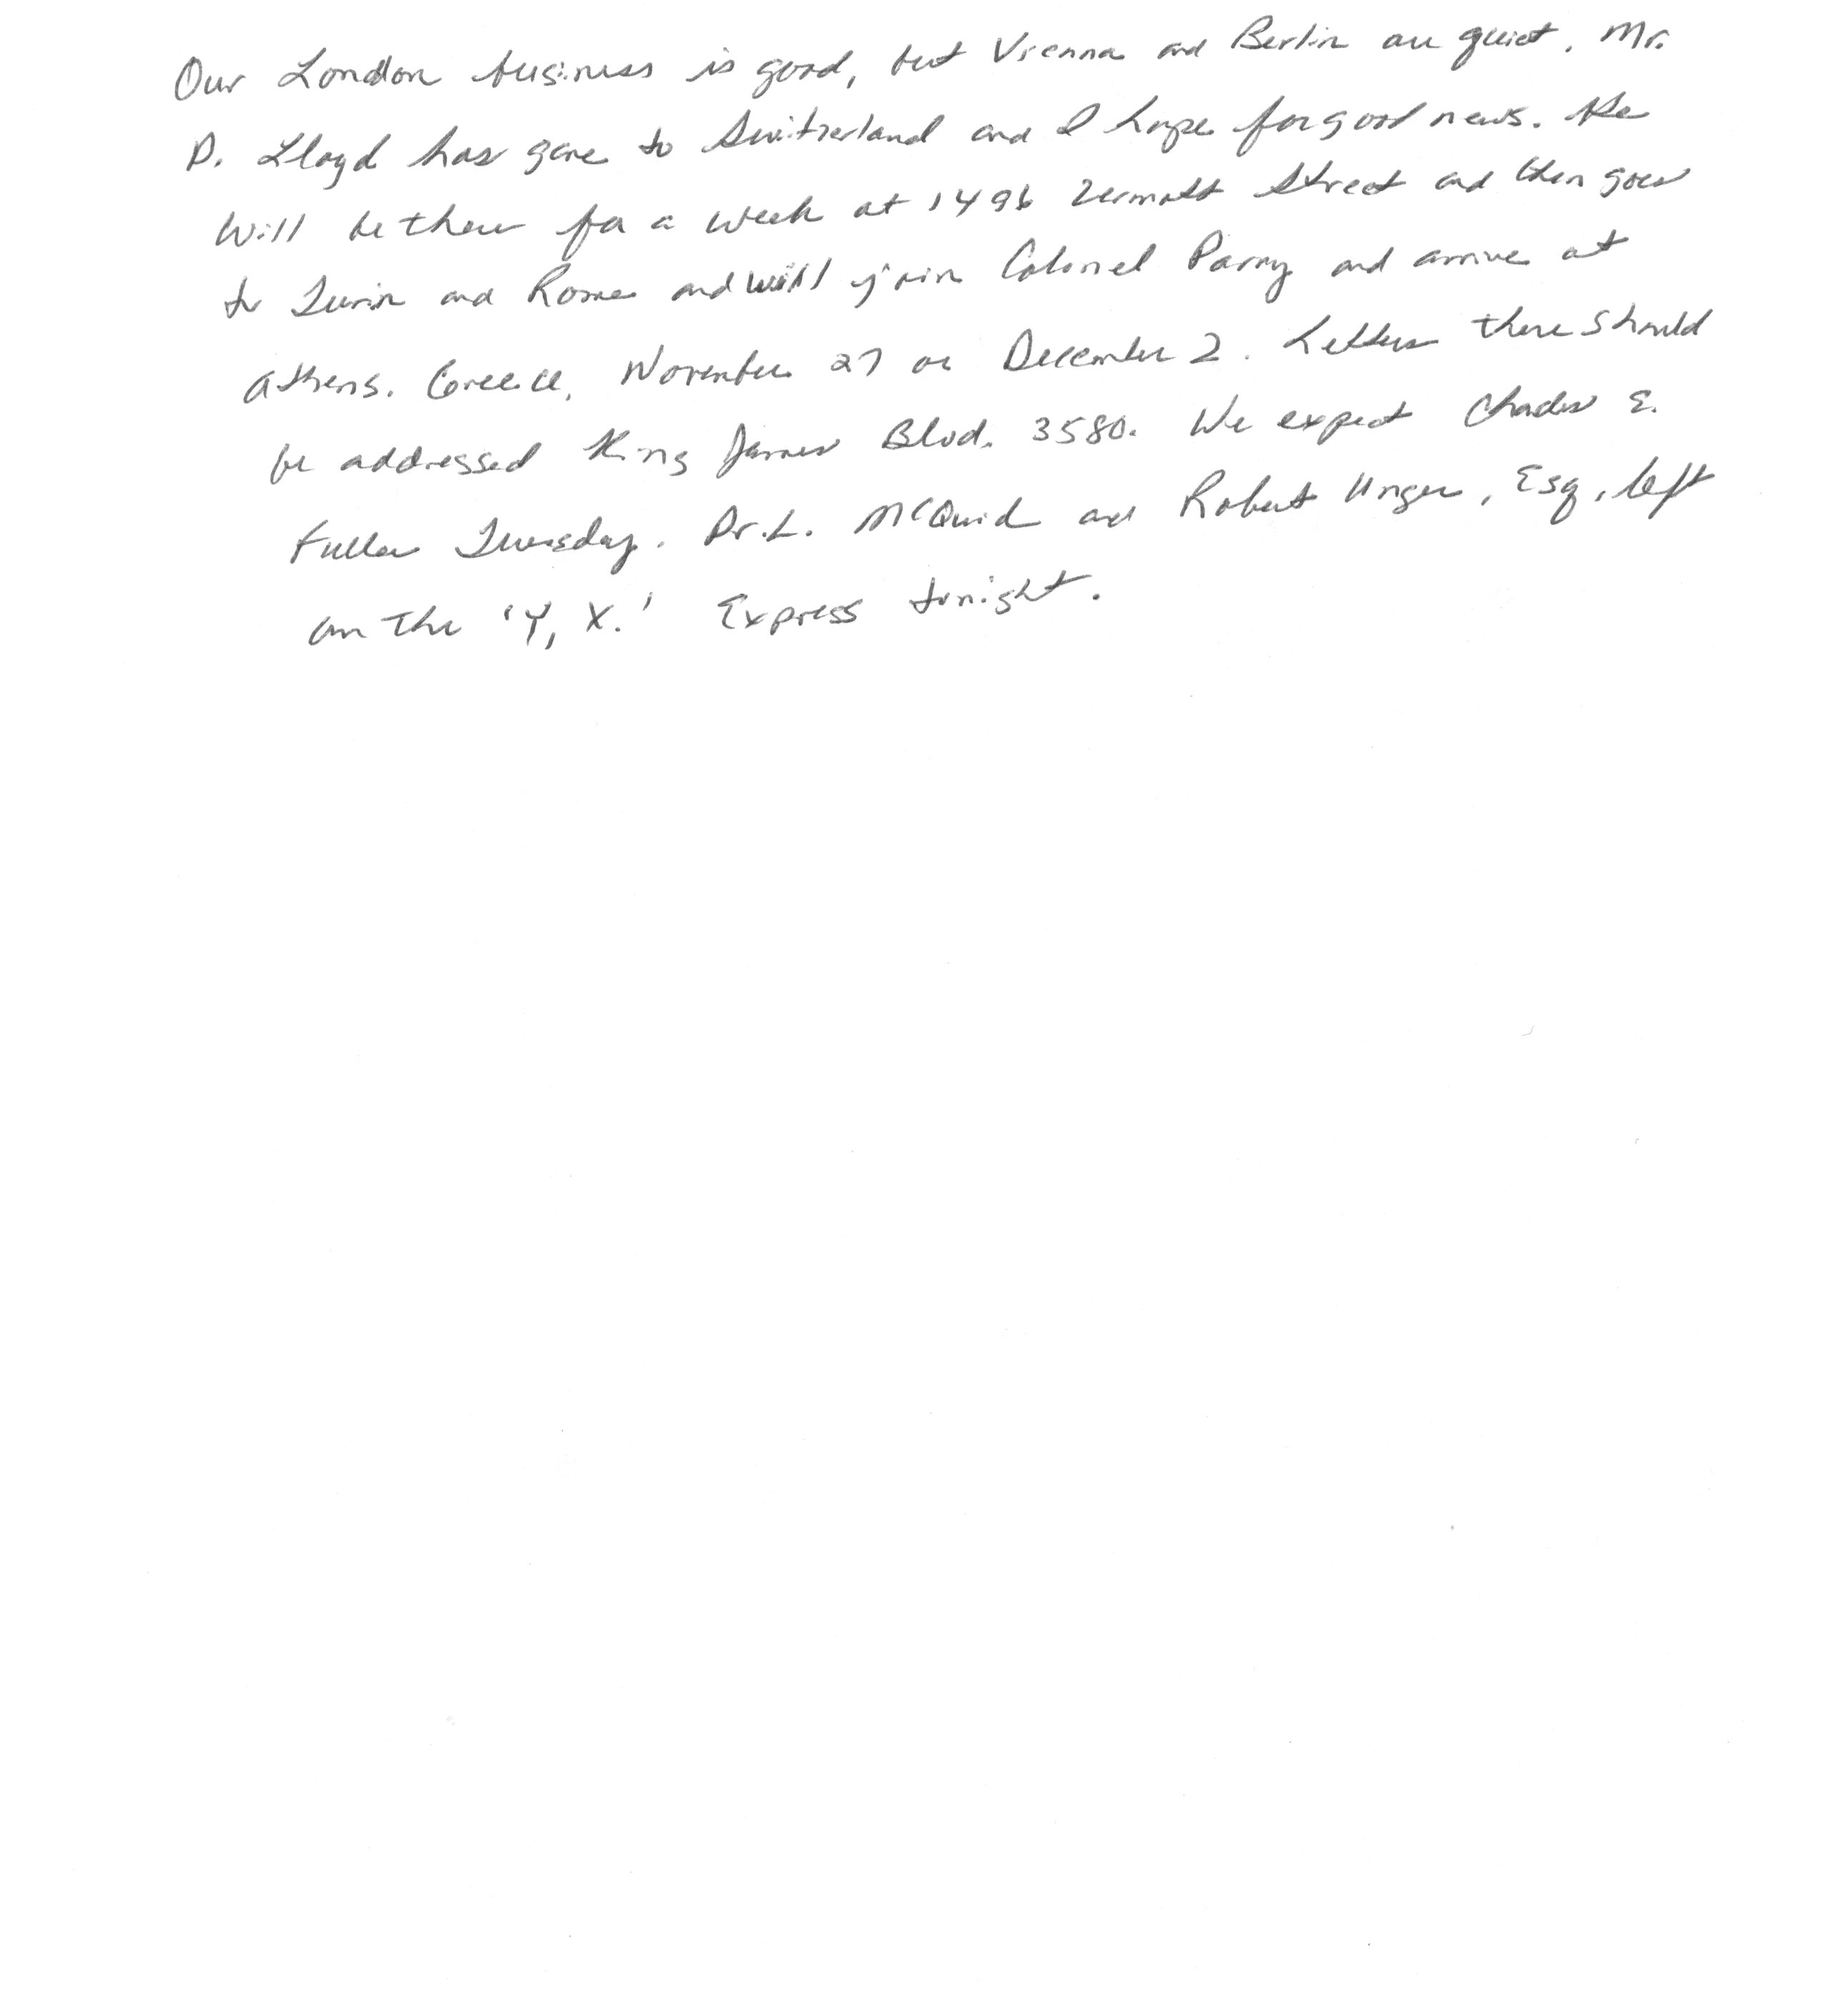 Our London business is good, but Vienna and Berlin are quiet. Mr.
D. Lloyd has gone to Switzerland and I hope for good news. He
will be there for a week at 1496 Zermatt Street and then goes
to Turin and Rome and will join Colonel Parry and arrive at
Athens, Greece, November 27 or December 2. Letters there should
be addressed King James Blvd. 3580. We expect Charles E.
Fuller Tuesday. Dr. L. McQuid and Robert Unger, Esq, left
on the 'Y, X.' Express tonight.